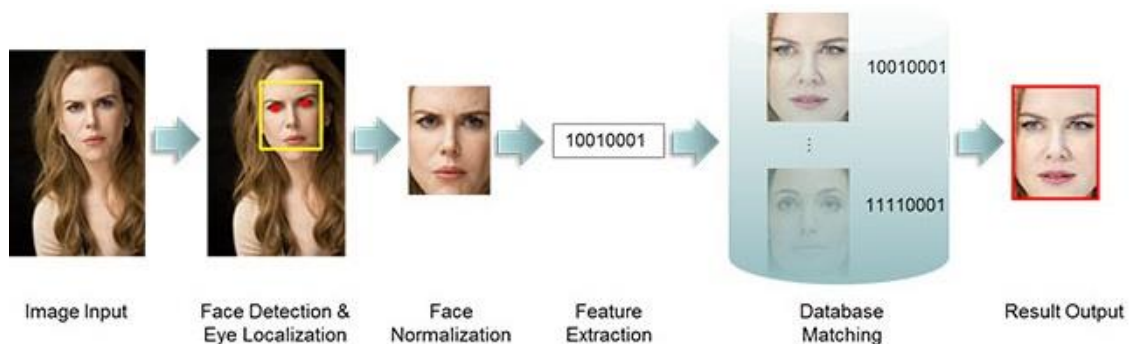 10010001
10010001
⋮
11110001
Image Input
Face Detection &
Eye Localization
Face
Normalization
Feature
Extraction
Database
Matching
Result Output